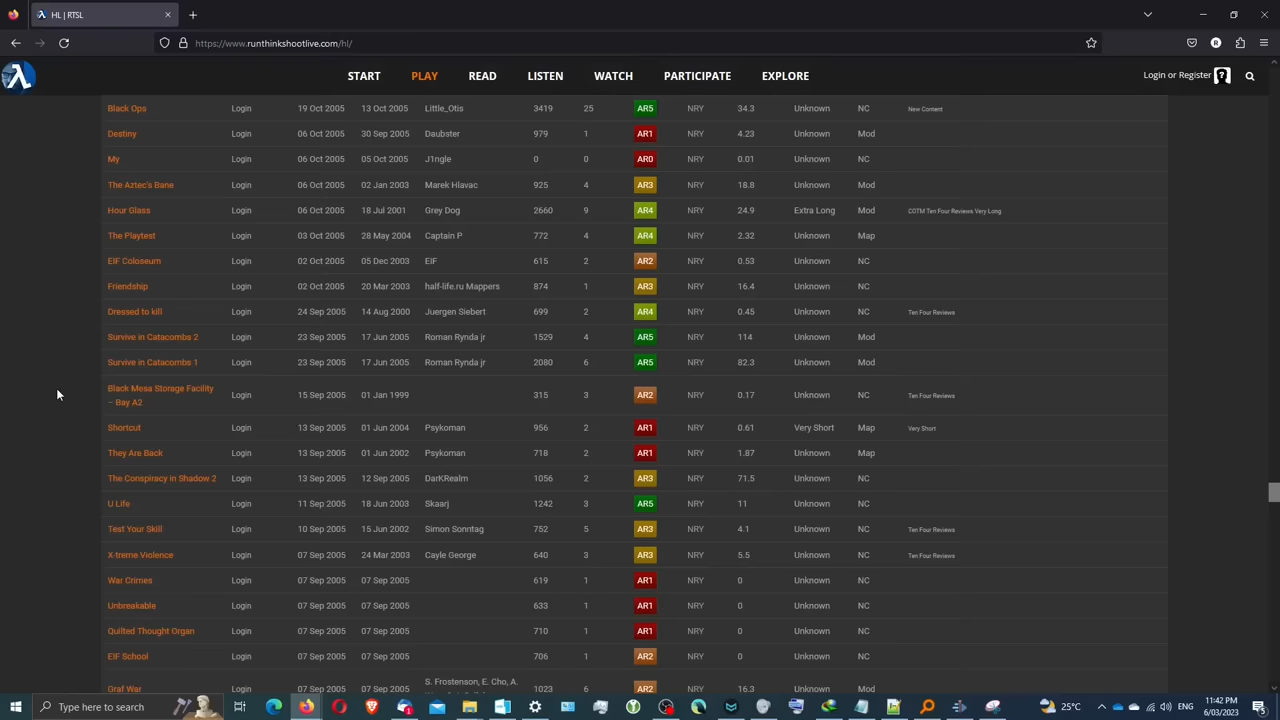 HL | RTSL
https://www.runthinkshootlive.com/hl/
START PLAY READ LISTEN WATCH PARTICIPATE EXPLORE Login or Register
Black Ops Login 19 Oct 2005 13 Oct 2005 Little_Otis 3419 25 AR5 NRY 34.3 Unknown NC New Content
Destiny Login 06 Oct 2005 30 Sep 2005 Daubster 979 1 AR1 NRY 4.23 Unknown Mod
My Login 06 Oct 2005 05 Oct 2005 J1ngle 0 0 AR0 NRY 0.01 Unknown NC
The Aztec's Bane Login 06 Oct 2005 02 Jan 2003 Marek Hlavac 925 4 AR3 NRY 18.8 Unknown Mod
Hour Glass Login 06 Oct 2005 18 Jul 2001 Grey Dog 2660 9 AR4 NRY 24.9 Extra Long Mod COTM Ten Four Reviews Very Long
The Playtest Login 03 Oct 2005 28 May 2004 Captain P 772 4 AR4 NRY 2.32 Unknown Map
EIF Coloseum Login 02 Oct 2005 05 Dec 2003 EIF 615 2 AR2 NRY 0.53 Unknown NC
Friendship Login 02 Oct 2005 20 Mar 2003 half-life.ru Mappers 874 1 AR3 NRY 16.4 Unknown NC
Dressed to kill Login 24 Sep 2005 14 Aug 2000 Juergen Siebert 699 2 AR4 NRY 0.45 Unknown NC Ten Four Reviews
Survive in Catacombs 2 Login 23 Sep 2005 17 Jun 2005 Roman Rynda jr 1529 4 AR5 NRY 114 Unknown Mod
Survive in Catacombs 1 Login 23 Sep 2005 17 Jun 2005 Roman Rynda jr 2080 6 AR5 NRY 82.3 Unknown Mod
Black Mesa Storage Facility
– Bay A2 Login 15 Sep 2005 01 Jan 1999 315 3 AR2 NRY 0.17 Unknown NC Ten Four Reviews
Shortcut Login 13 Sep 2005 01 Jun 2004 Psykoman 956 2 AR1 NRY 0.61 Very Short Map Very Short
They Are Back Login 13 Sep 2005 01 Jun 2002 Psykoman 718 2 AR1 NRY 1.87 Unknown Map
The Conspiracy in Shadow 2 Login 13 Sep 2005 12 Sep 2005 DarKRealm 1056 2 AR3 NRY 71.5 Unknown NC
U Life Login 11 Sep 2005 18 Jun 2003 Skaarj 1242 3 AR5 NRY 11 Unknown NC
Test Your Skill Login 10 Sep 2005 15 Jun 2002 Simon Sonntag 752 5 AR3 NRY 4.1 Unknown NC Ten Four Reviews
X-treme Violence Login 07 Sep 2005 24 Mar 2003 Cayle George 640 3 AR3 NRY 5.5 Unknown NC Ten Four Reviews
War Crimes Login 07 Sep 2005 07 Sep 2005 619 1 AR1 NRY 0 Unknown NC
Unbreakable Login 07 Sep 2005 07 Sep 2005 633 1 AR1 NRY 0 Unknown NC
Quilted Thought Organ Login 07 Sep 2005 07 Sep 2005 710 1 AR1 NRY 0 Unknown NC
EIF School Login 07 Sep 2005 07 Sep 2005 706 1 AR2 NRY 0 Unknown NC
S. Frostenson, E. Cho, A.
Graf War Login 07 Sep 2005 07 Sep 2005 1023 6 AR2 NRY 16.3 Unknown Mod
Type here to search 25°C ENG 11:42 PM
6/03/2023